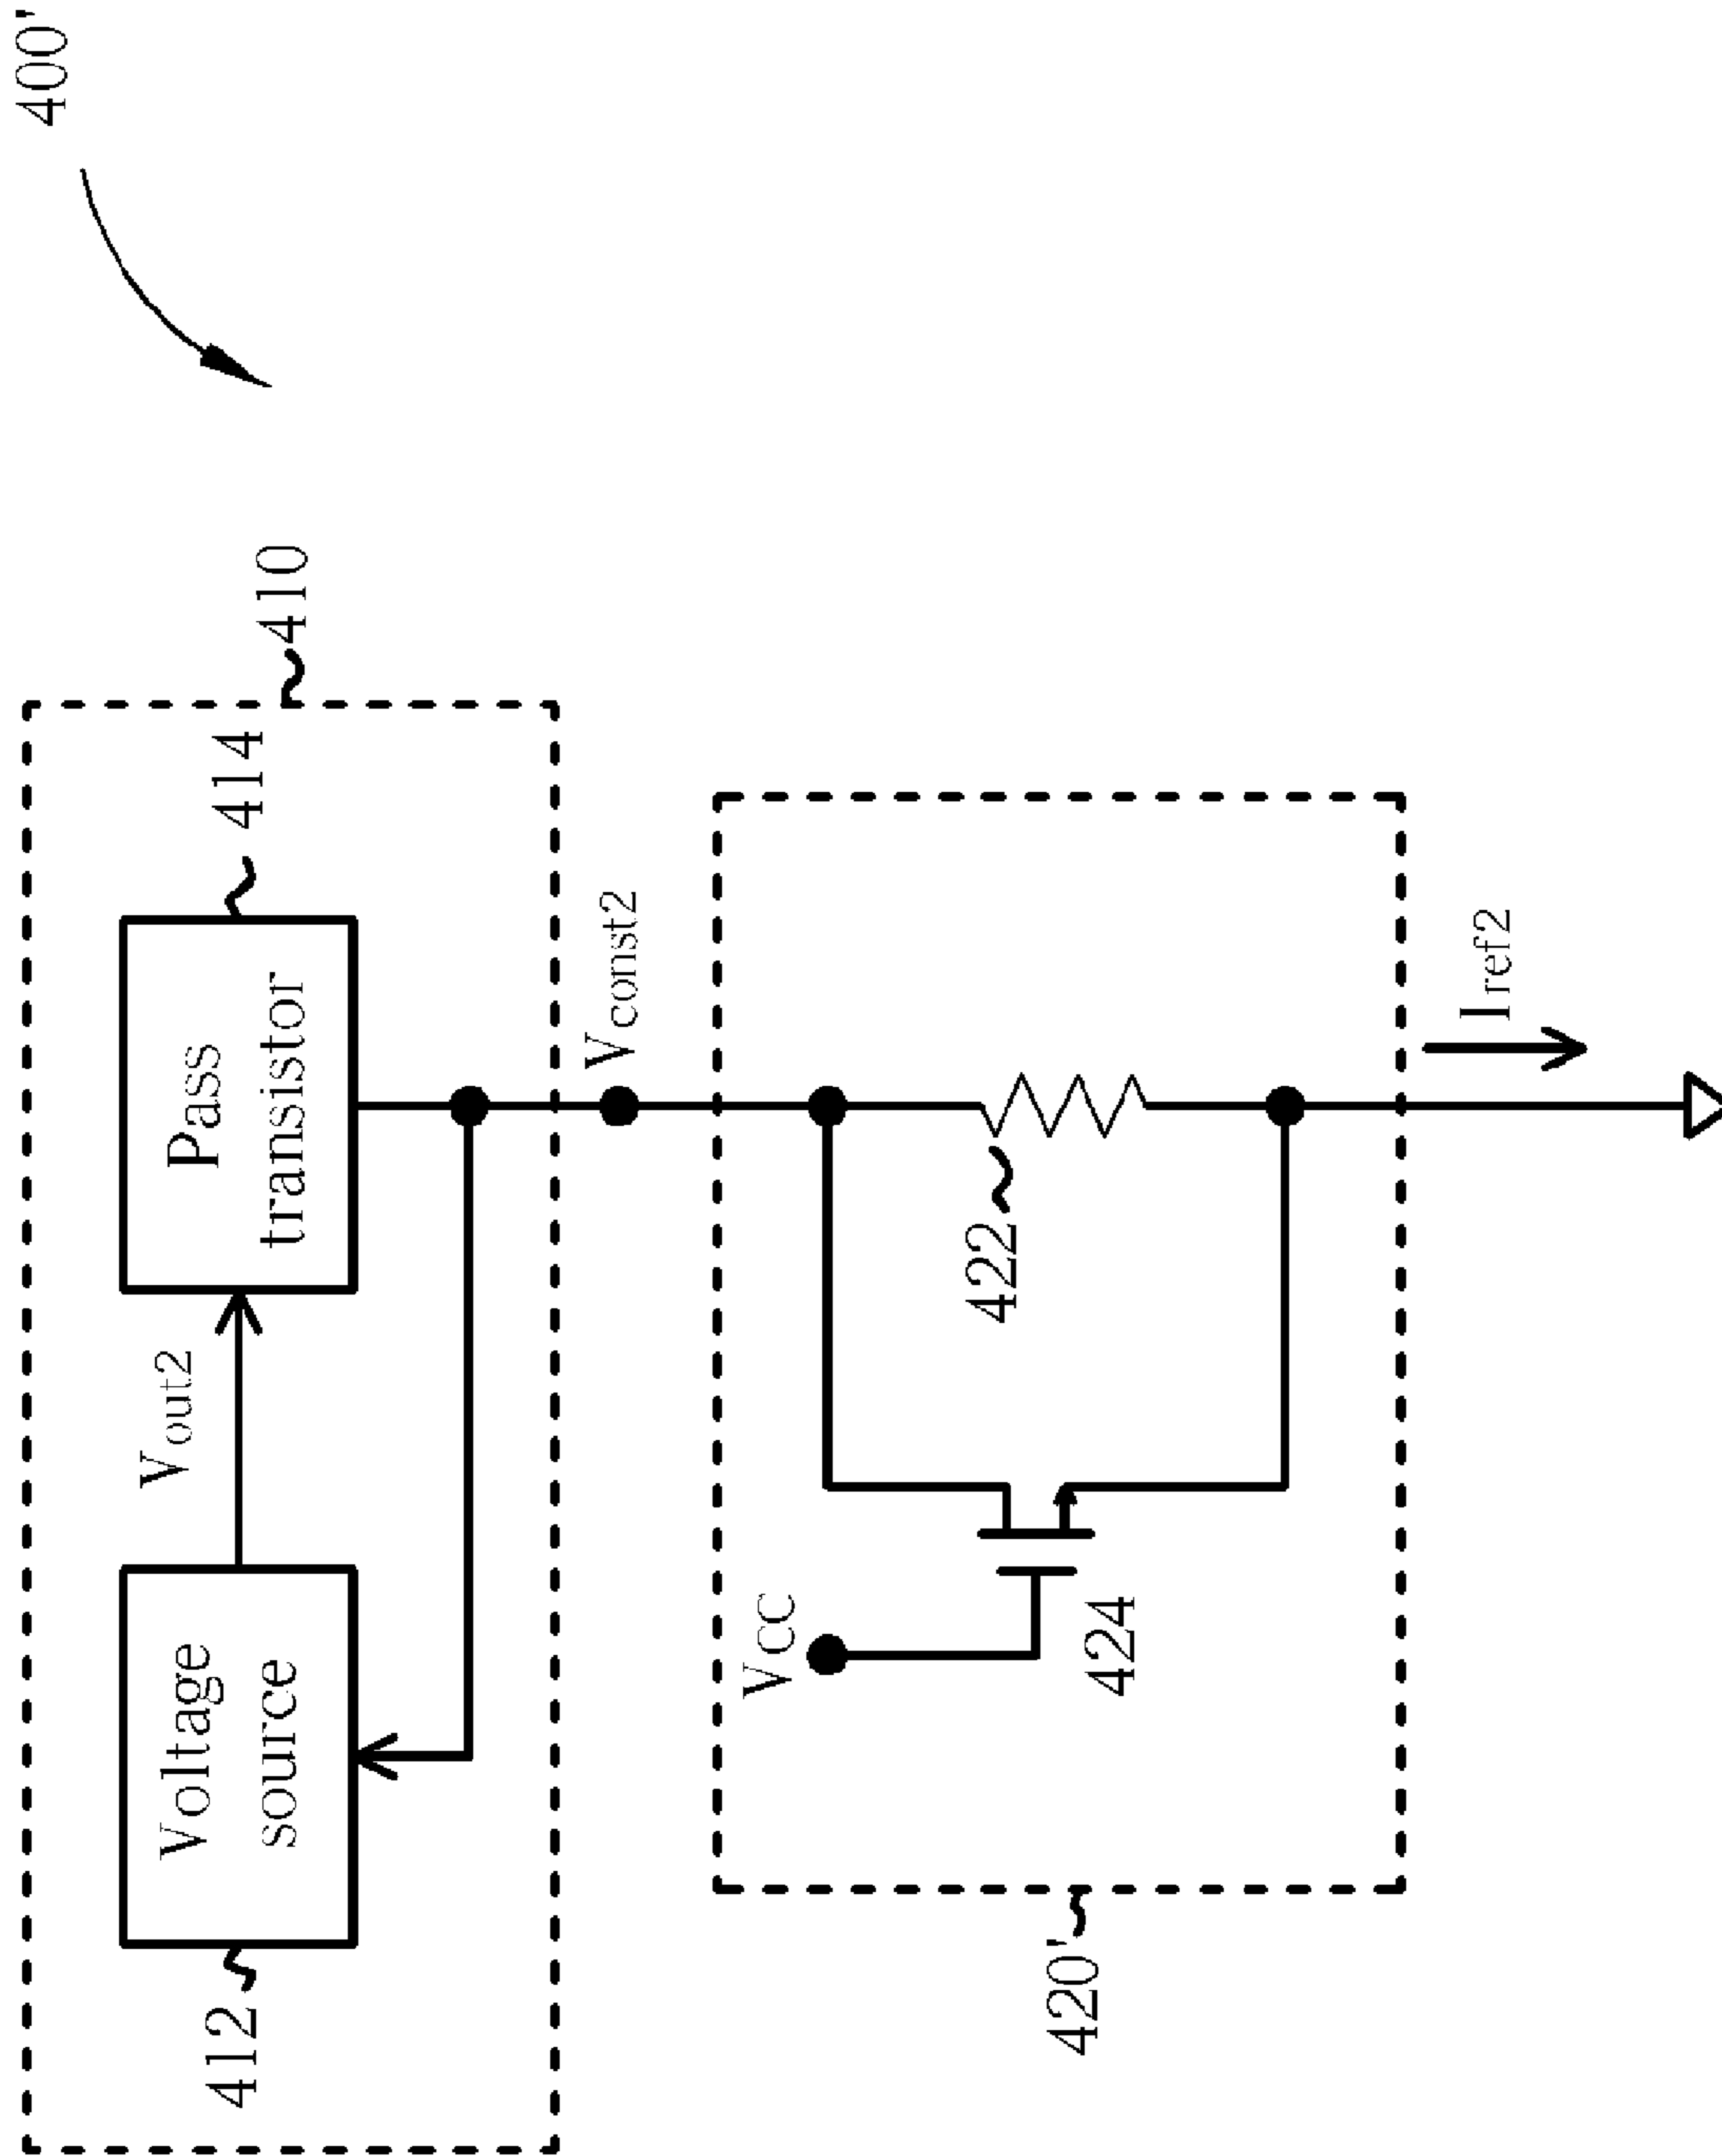 400'
410
414
Pass
transistor
Vout2
Voltage
source
412
Vconst2
422
VCC
424
420'
Iref2